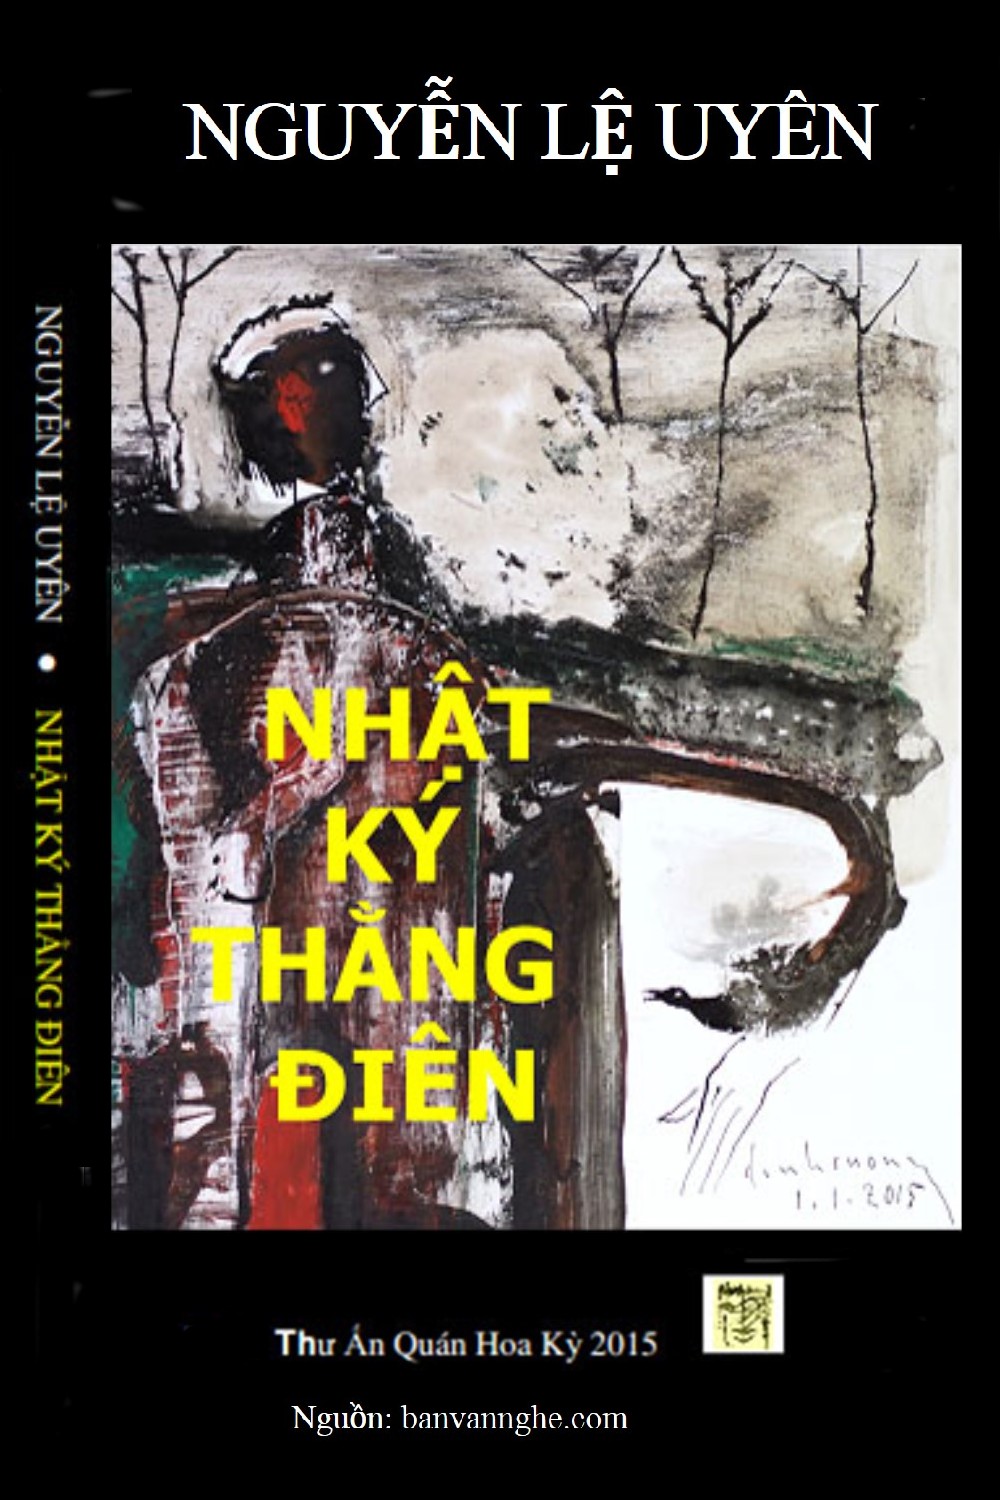 NGUYỄN LỆ UYÊN
NGUYỄN LỆ UYÊN • NHẬT KÝ THẰNG ĐIÊN
NHẬT
KÝ
THẰNG
ĐIÊN
dinhcuong
1.1.2015
Thư Ấn Quán Hoa Kỳ 2015
Nguồn: banvannghe.com